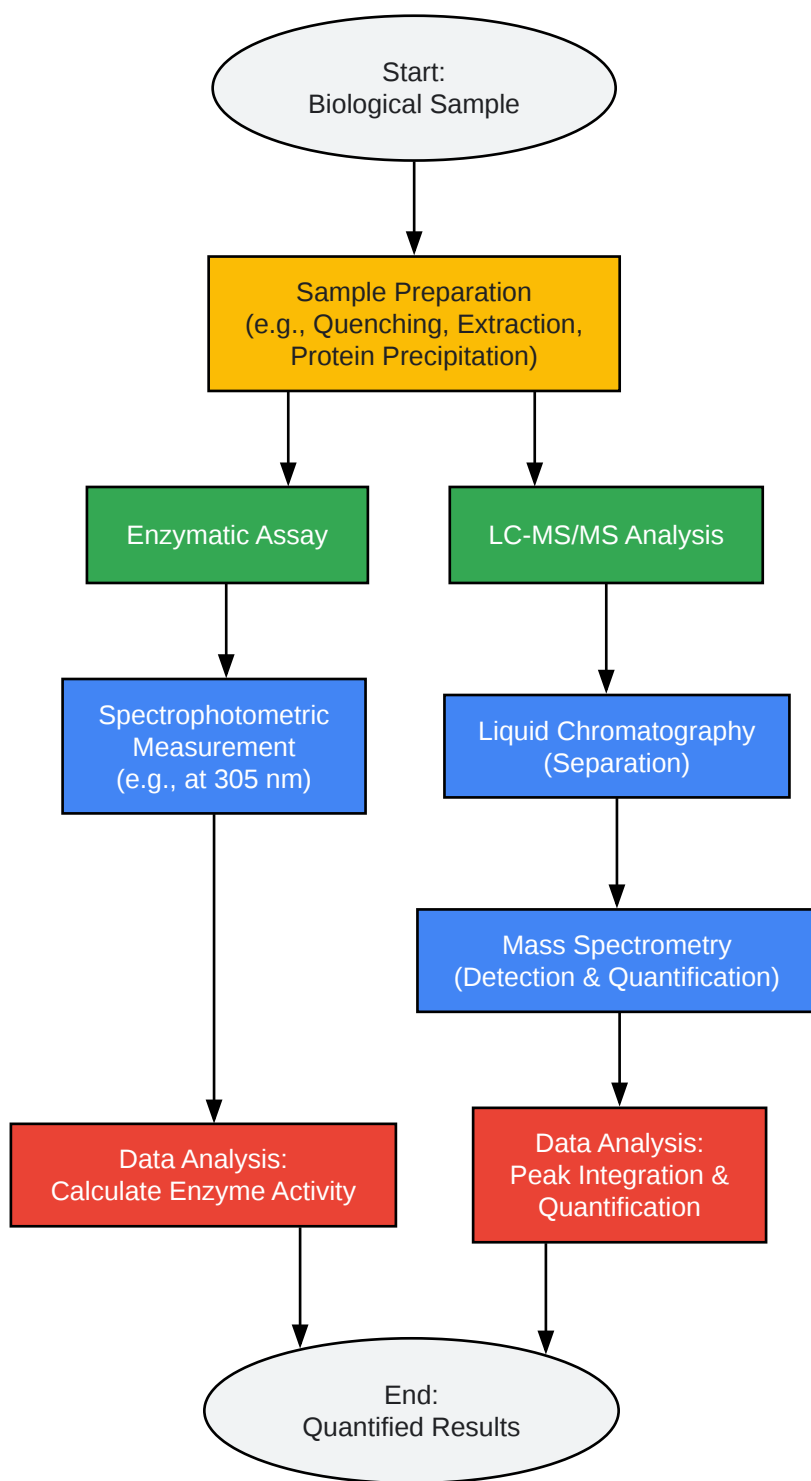 Start:
Biological Sample
Sample Preparation
(e.g., Quenching, Extraction,
Protein Precipitation)
Enzymatic Assay
LC-MS/MS Analysis
Spectrophotometric
Measurement
(e.g., at 305 nm)
Liquid Chromatography
(Separation)
Mass Spectrometry
(Detection & Quantification)
Data Analysis:
Calculate Enzyme Activity
Data Analysis:
Peak Integration &
Quantification
End:
Quantified Results